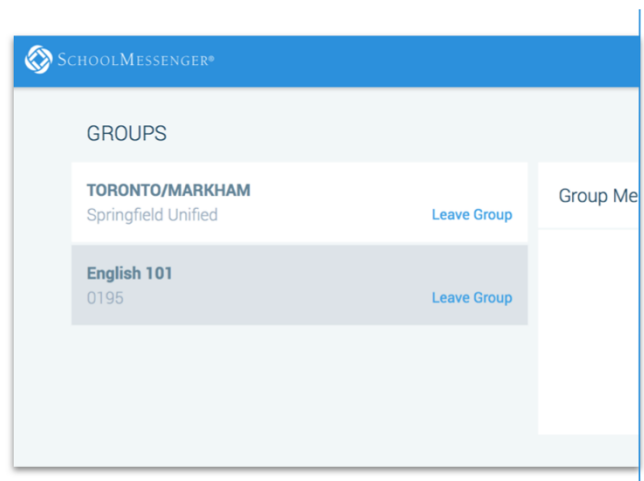 SCHOOLMESSENGER®
GROUPS
TORONTO/MARKHAM
Springfield Unified
Leave Group
Group Me
English 101
0195
Leave Group